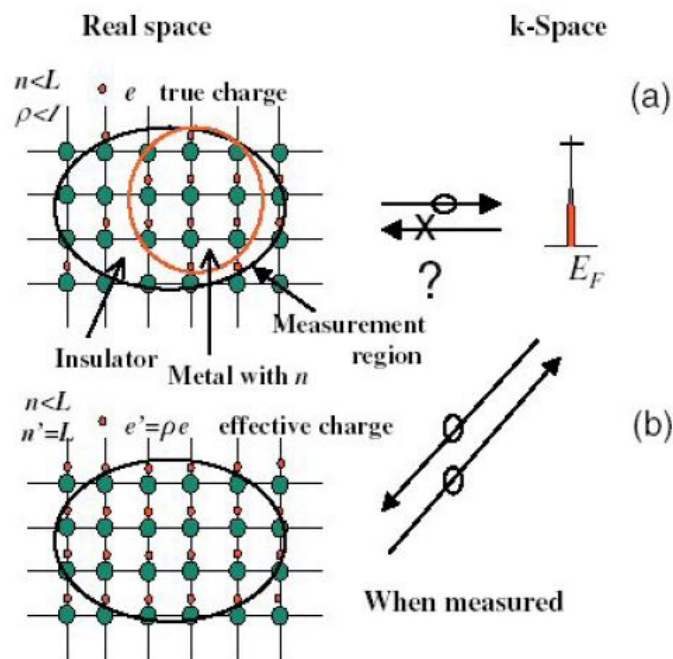 Real space
k-Space
n<L
ρ<1
e true charge
(a)
X
?
E_F
Insulator
Metal with n
Measurement
region
n<L
n'=L
e'=ρe effective charge
(b)
When measured